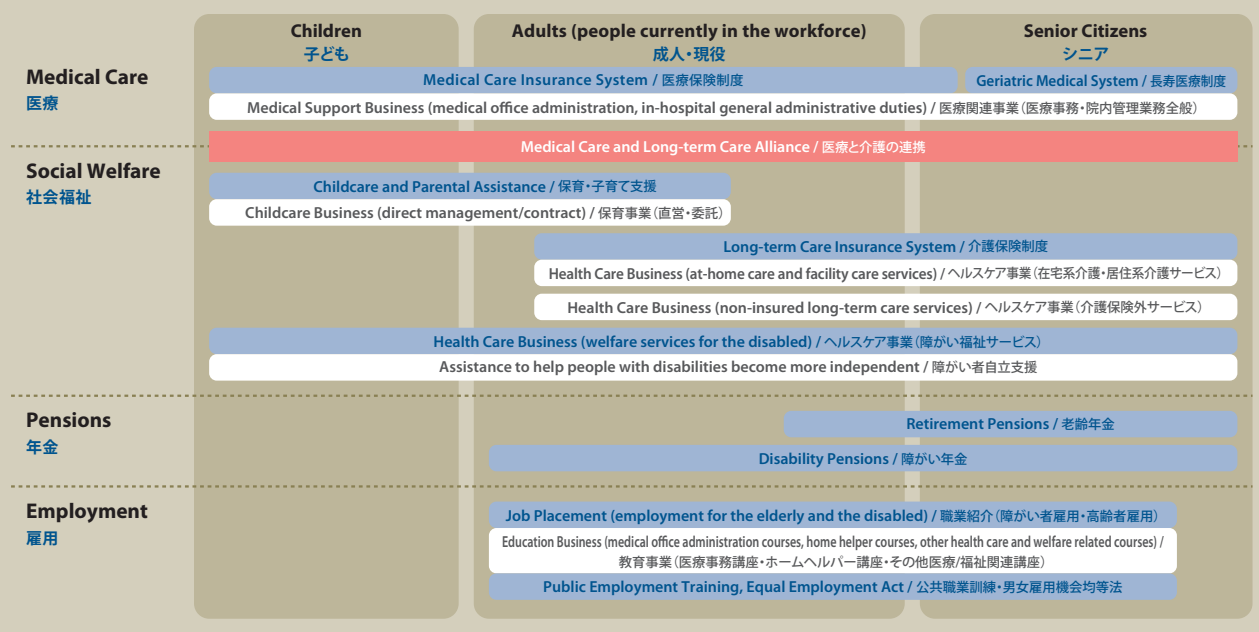 Children
子ども
Adults (people currently in the workforce)
成人・現役
Senior Citizens
シニア
Medical Care
医療
Medical Care Insurance System / 医療保険制度
Geriatric Medical System / 長寿医療制度
Medical Support Business (medical office administration, in-hospital general administrative duties) / 医療関連事業（医療事務・院内管理業務全般）
Medical Care and Long-term Care Alliance / 医療と介護の連携
Social Welfare
社会福祉
Childcare and Parental Assistance / 保育・子育て支援
Childcare Business (direct management/contract) / 保育事業（直営・委託）
Long-term Care Insurance System / 介護保険制度
Health Care Business (at-home care and facility care services) / ヘルスケア事業（在宅系介護・居住系介護サービス）
Health Care Business (non-insured long-term care services) / ヘルスケア事業（介護保険外サービス）
Health Care Business (welfare services for the disabled) / ヘルスケア事業（障がい福祉サービス）
Assistance to help people with disabilities become more independent / 障がい者自立支援
Pensions
年金
Retirement Pensions / 老齢年金
Disability Pensions / 障がい年金
Employment
雇用
Job Placement (employment for the elderly and the disabled) / 職業紹介（障がい者雇用・高齢者雇用）
Education Business (medical office administration courses, home helper courses, other health care and welfare related courses) /
教育事業（医療事務講座・ホームヘルパー講座・その他医療/福祉関連講座）
Public Employment Training, Equal Employment Act / 公共職業訓練・男女雇用機会均等法